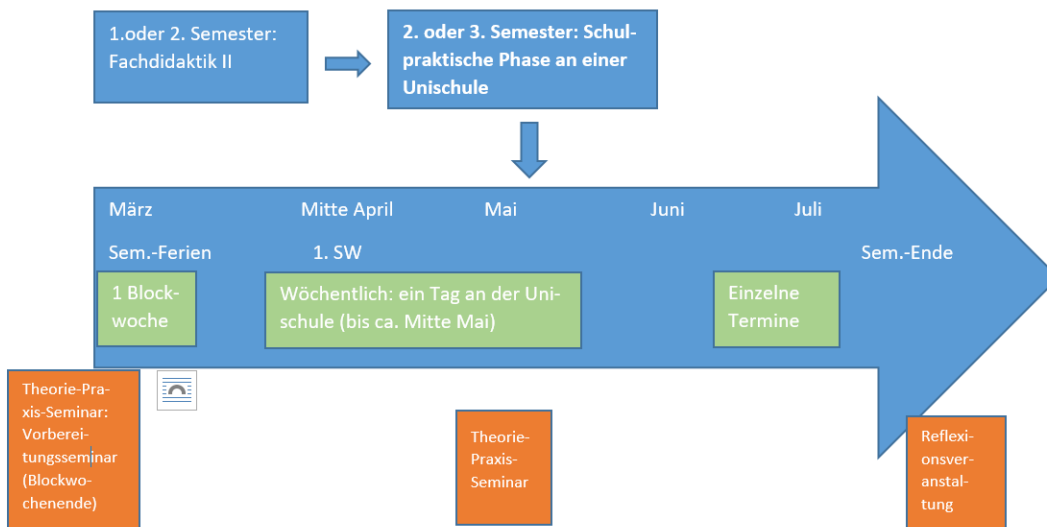 1.oder 2. Semester:
Fachdidaktik II
2. oder 3. Semester: Schul-
praktische Phase an einer
Unischule
März
Mitte April
Mai
Juni
Juli
Sem.-Ferien
1. SW
Sem.-Ende
1 Block-
woche
Wöchentlich: ein Tag an der Uni-
schule (bis ca. Mitte Mai)
Einzelne
Termine
Theorie-Pra-
xis-Seminar:
Vorberei-
tungsseminar
(Blockwo-
chenende)
Theorie-
Praxis-
Seminar
Reflexi-
onsver-
anstal-
tung